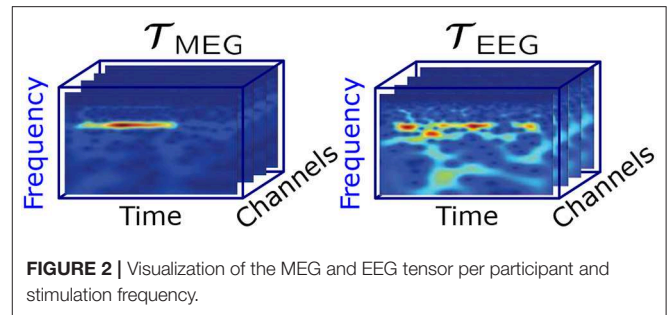 𝓣MEG
𝓣EEG
Frequency
Time
Channels
Frequency
Time
Channels
FIGURE 2 | Visualization of the MEG and EEG tensor per participant and
stimulation frequency.